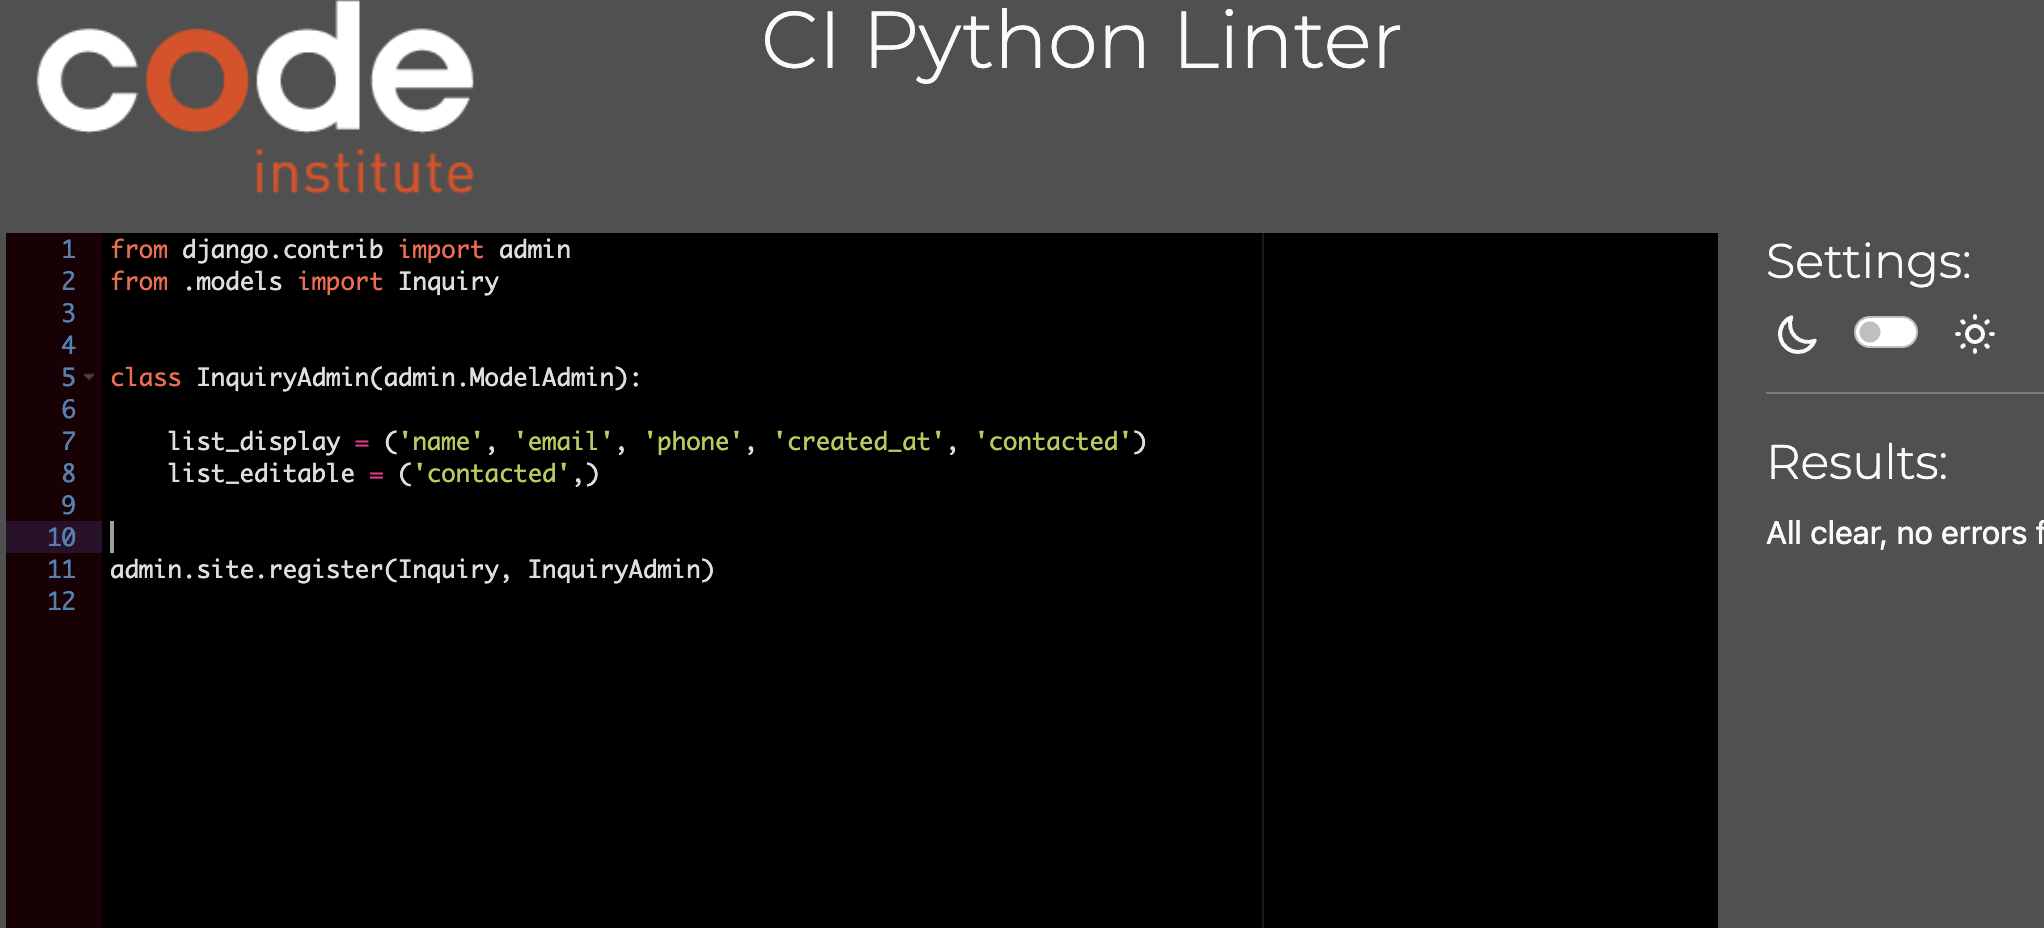 code
institute
CI Python Linter
1 from django.contrib import admin
2 from .models import Inquiry
3
4
5 class InquiryAdmin(admin.ModelAdmin):
6
7     list_display = ('name', 'email', 'phone', 'created_at', 'contacted')
8     list_editable = ('contacted',)
9
10
11 admin.site.register(Inquiry, InquiryAdmin)
12
Settings:
Results:
All clear, no errors f